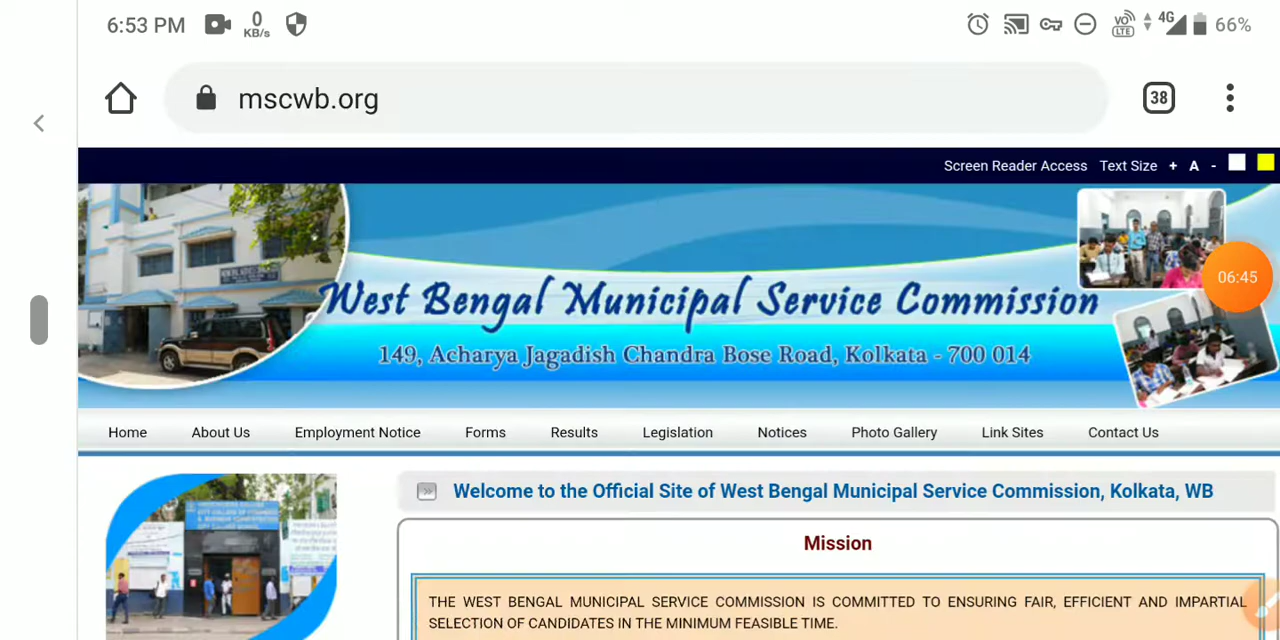 6:53 PM 0 KB/s VO LTE 4G 66%
mscwb.org 38
Screen Reader Access Text Size + A -
06:45
West Bengal Municipal Service Commission
149, Acharya Jagadish Chandra Bose Road, Kolkata - 700 014
Home About Us Employment Notice Forms Results Legislation Notices Photo Gallery Link Sites Contact Us
Welcome to the Official Site of West Bengal Municipal Service Commission, Kolkata, WB
Mission
THE WEST BENGAL MUNICIPAL SERVICE COMMISSION IS COMMITTED TO ENSURING FAIR, EFFICIENT AND IMPARTIAL
SELECTION OF CANDIDATES IN THE MINIMUM FEASIBLE TIME.